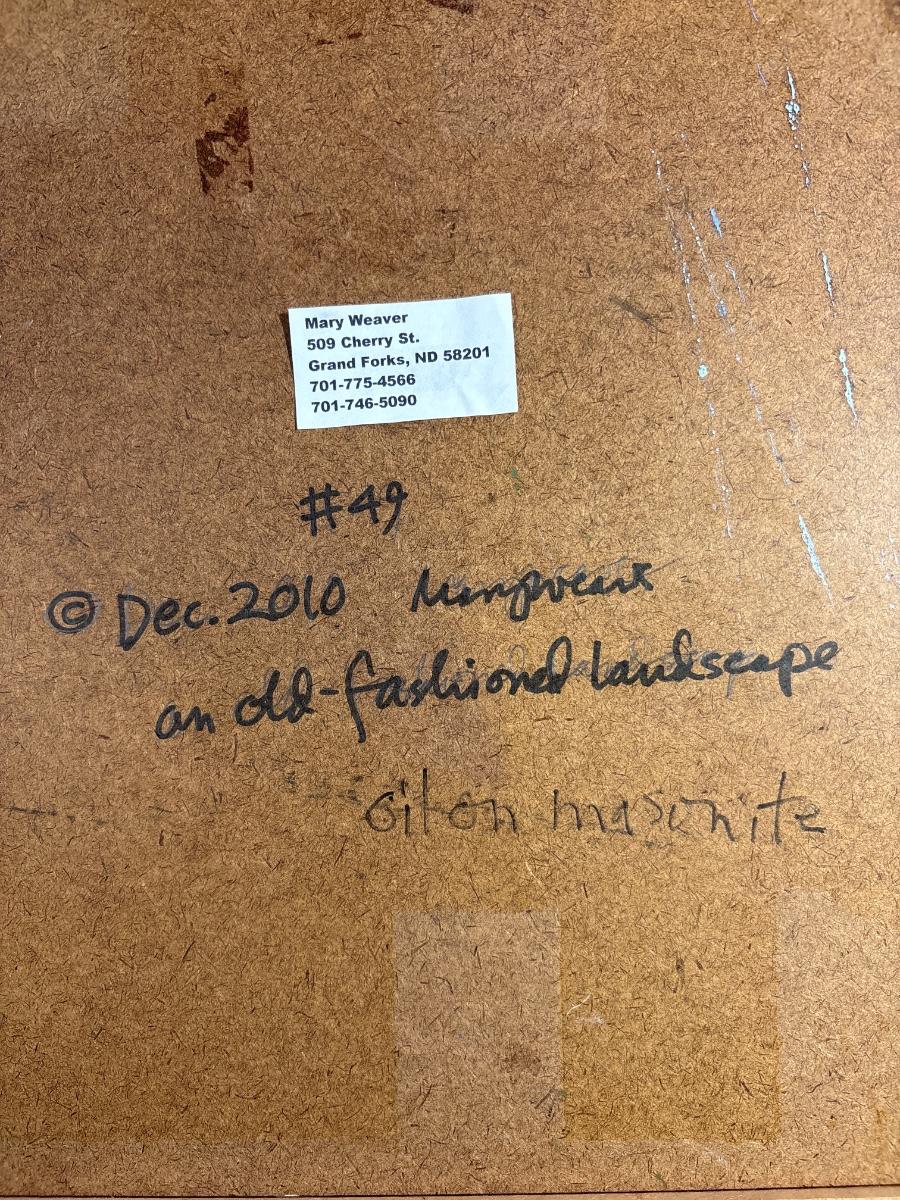 Mary Weaver
509 Cherry St.
Grand Forks, ND 58201
701-775-4566
701-746-5090
#49
© Dec. 2010
an old-fashioned landscape
oil on masonite